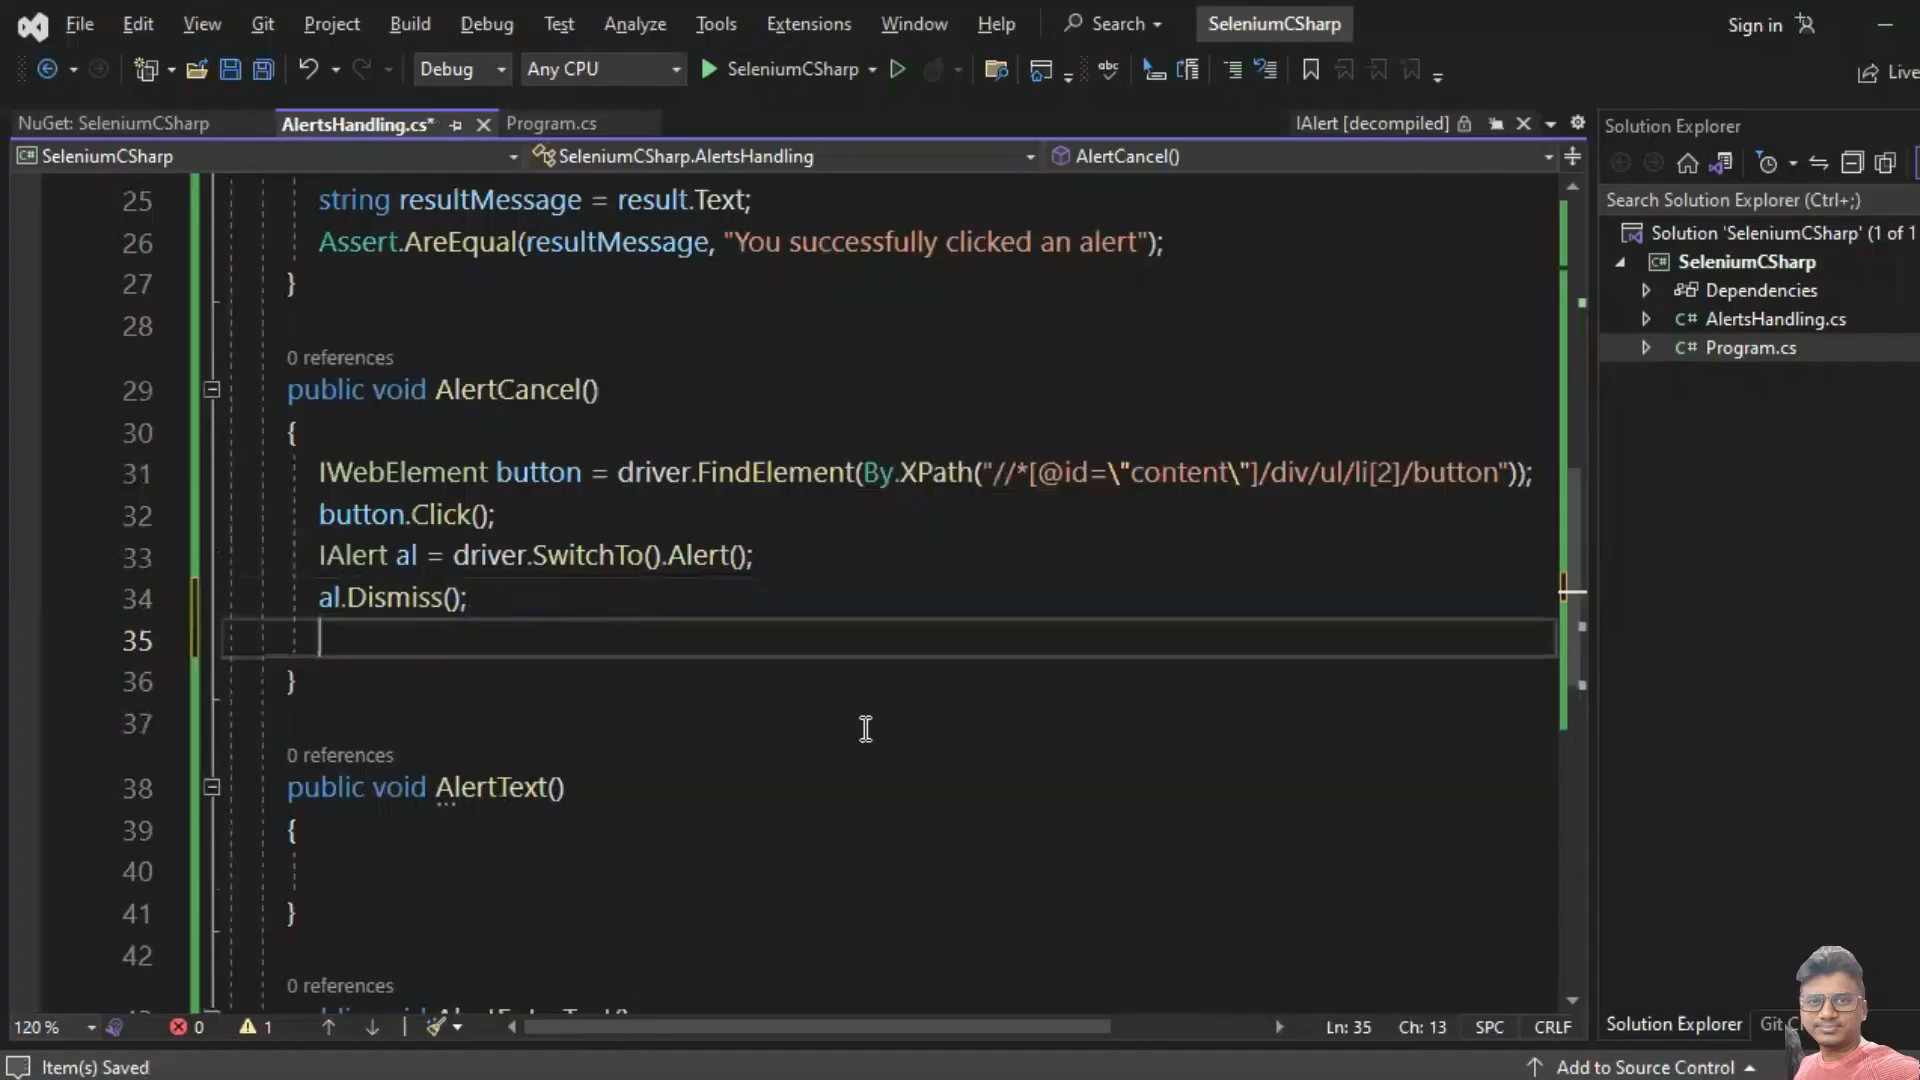 File Edit View Git Project Build Debug Test Analyze Tools Extensions Window Help Search SeleniumCSharp Sign in
Debug Any CPU SeleniumCSharp abc Live
NuGet: SeleniumCSharp AlertsHandling.cs* Program.cs IAlert [decompiled]
SeleniumCSharp SeleniumCSharp.AlertsHandling AlertCancel()
25 string resultMessage = result.Text;
26 Assert.AreEqual(resultMessage, "You successfully clicked an alert");
27 }
28
0 references
29 public void AlertCancel()
30 {
31 IWebElement button = driver.FindElement(By.XPath("//*[@id=\"content\"]/div/ul/li[2]/button"));
32 button.Click();
33 IAlert al = driver.SwitchTo().Alert();
34 al.Dismiss();
35
36 }
37
0 references
38 public void AlertText()
39 {
40
41 }
42
0 references
120 % 0 1 Ln: 35 Ch: 13 SPC CRLF
Item(s) Saved Add to Source Control
Solution Explorer
Search Solution Explorer (Ctrl+;)
Solution 'SeleniumCSharp' (1 of 1
C# SeleniumCSharp
Dependencies
C# AlertsHandling.cs
C# Program.cs
Solution Explorer Git